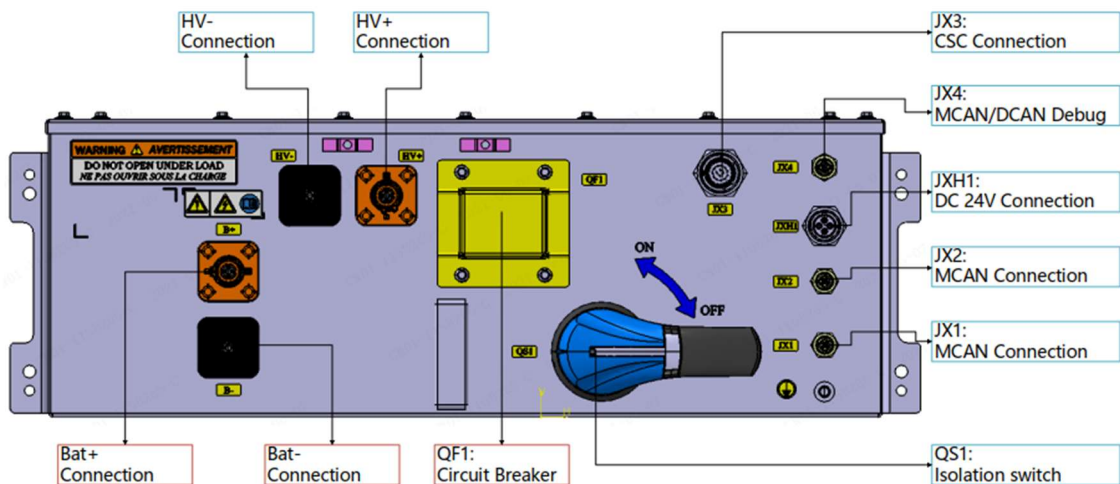 HV-
Connection
HV+
Connection
JX3:
CSC Connection
JX4:
MCAN/DCAN Debug
WARNING AVERTISSEMENT
DO NOT OPEN UNDER LOAD
NE PAS OUVRIR SOUS LA CHARGE
HV-
HV+
QF1
JX4
JX3
JXH1:
DC 24V Connection
B+
JXH1
ON
JX2
JX2:
MCAN Connection
OFF
QS1
JX1
JX1:
MCAN Connection
B-
Bat+
Connection
Bat-
Connection
QF1:
Circuit Breaker
QS1:
Isolation switch